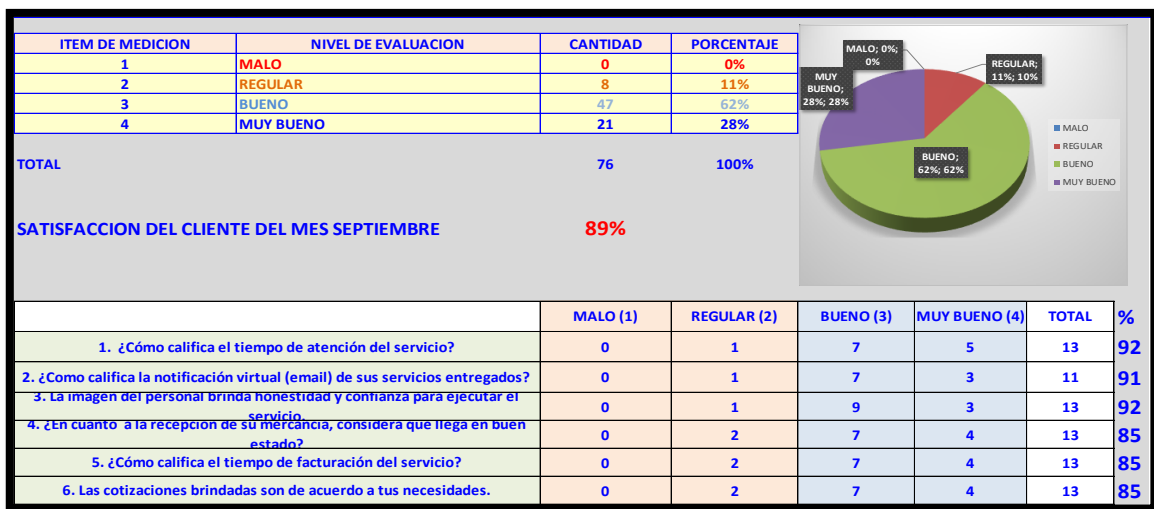 ITEM DE MEDICION NIVEL DE EVALUACION CANTIDAD PORCENTAJE
1 MALO 0 0%
2 REGULAR 8 11%
3 BUENO 47 62%
4 MUY BUENO 21 28%
TOTAL 76 100%
SATISFACCION DEL CLIENTE DEL MES SEPTIEMBRE 89%
MALO; 0%;
0%
REGULAR;
11%; 10%
MUY
BUENO;
28%; 28%
BUENO;
62%; 62%
MALO
REGULAR
BUENO
MUY BUENO
MALO (1) REGULAR (2) BUENO (3) MUY BUENO (4) TOTAL %
1. ¿Cómo califica el tiempo de atención del servicio? 0 1 7 5 13 92
2. ¿Como califica la notificación virtual (email) de sus servicios entregados? 0 1 7 3 11 91
3. La imagen del personal brinda honestidad y confianza para ejecutar el
servicio. 0 1 9 3 13 92
4. ¿En cuanto a la recepción de su mercancía, considera que llega en buen
estado? 0 2 7 4 13 85
5. ¿Cómo califica el tiempo de facturación del servicio? 0 2 7 4 13 85
6. Las cotizaciones brindadas son de acuerdo a tus necesidades. 0 2 7 4 13 85